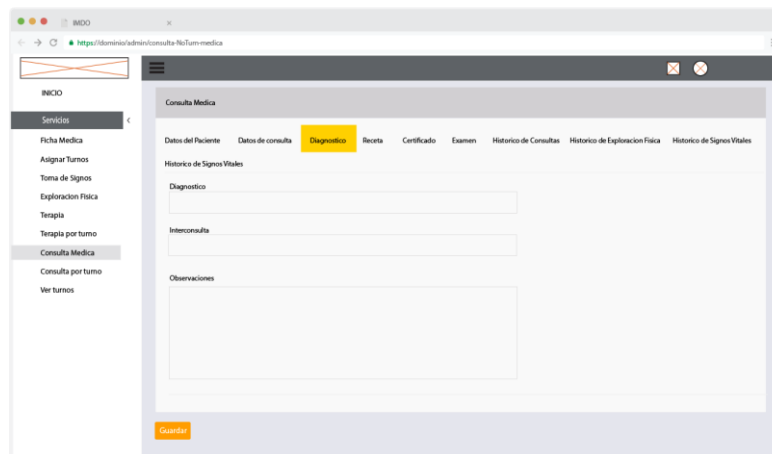 IMDO
https://dominio/admin/consulta-NoTurn-medica
INICIO
Servicios
Ficha Medica
Asignar Turnos
Toma de Signos
Exploracion Fisica
Terapia
Terapia por turno
Consulta Medica
Consulta por turno
Ver turnos
Consulta Medica
Datos del Paciente Datos de consulta Diagnostico Receta Certificado Examen Historico de Consultas Historico de Exploracion Fisica Historico de Signos Vitales
Historico de Signos Vitales
Diagnostico
Interconsulta
Observaciones
Guardar